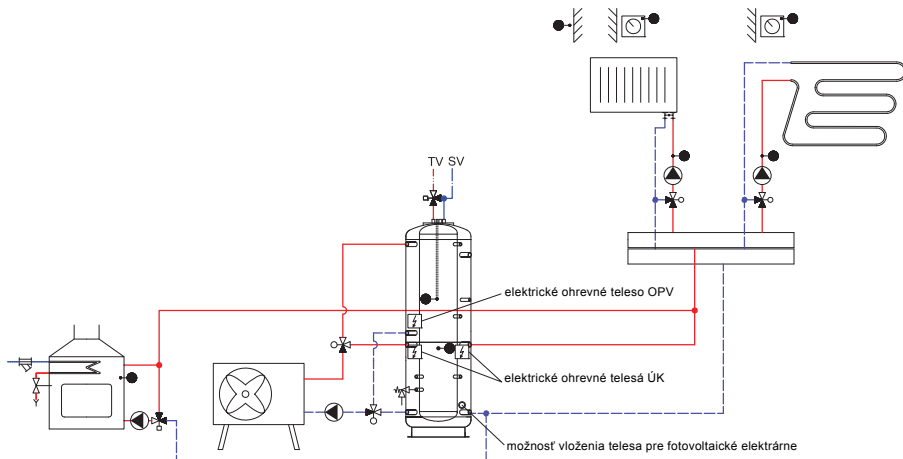 TV SV
elektrické ohrevné teleso OPV
elektrické ohrevné telesá ÚK
možnosť vloženia telesa pre fotovoltaické elektrárne